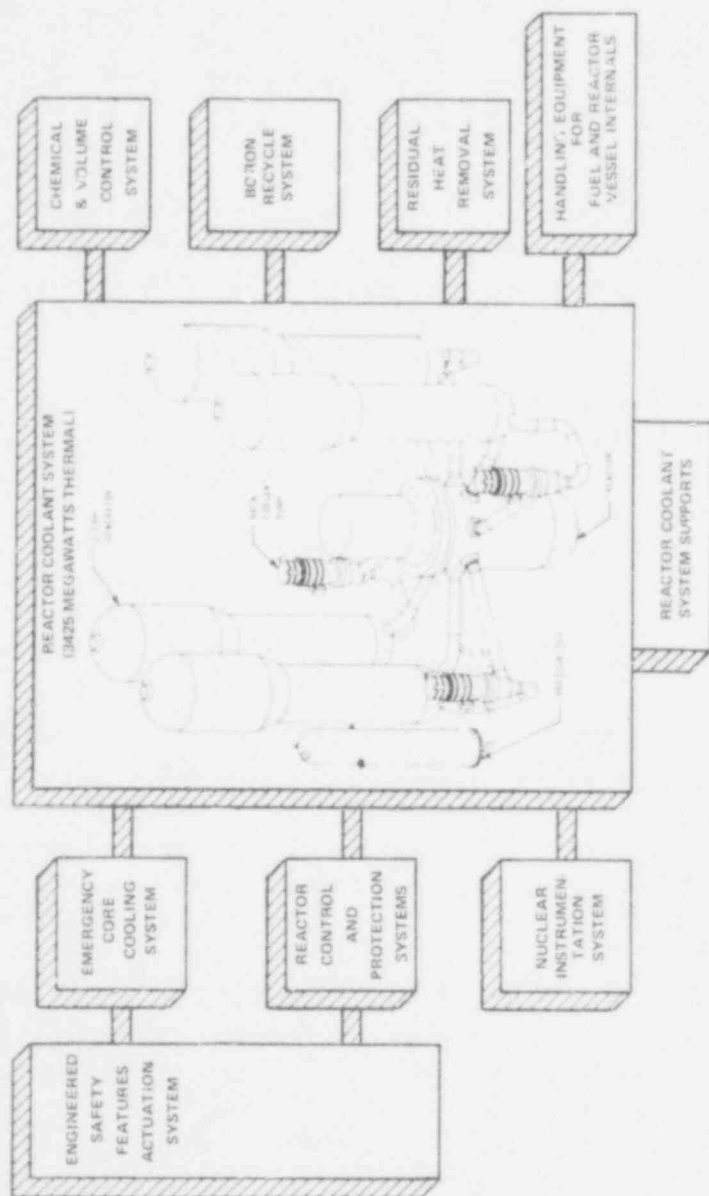 ENGINEERED
SAFETY
FEATURES
ACTUATION
SYSTEM
EMERGENCY
CORE
COOLING
SYSTEM
REACTOR
CONTROL
AND
PROTECTION
SYSTEMS
NUCLEAR
INSTRUMEN
TATION
SYSTEM
REACTOR COOLANT SYSTEM
(3425 MEGAWATTS THERMAL)
REACTOR
REACTOR COOLANT
SYSTEM SUPPORTS
CHEMICAL
& VOLUME
CONTROL
SYSTEM
BORON
RECYCLE
SYSTEM
RESIDUAL
HEAT
REMOVAL
SYSTEM
HANDLING EQUIPMENT
FOR
FUEL AND REACTOR
VESSEL INTERNALS